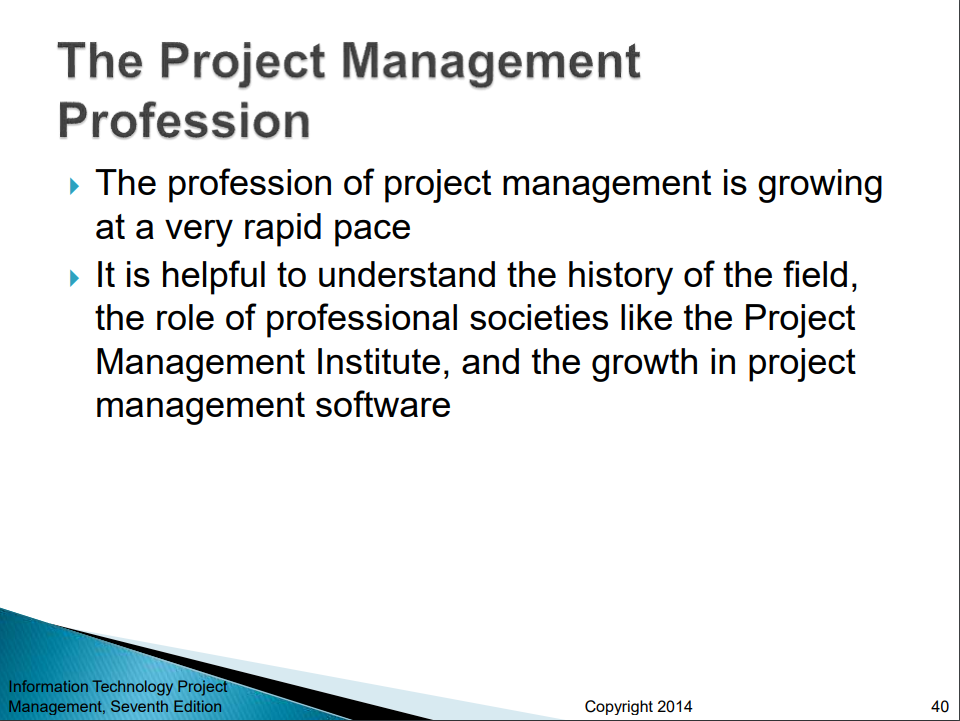 The Project Management
Profession
The profession of project management is growing
at a very rapid pace
It is helpful to understand the history of the field,
the role of professional societies like the Project
Management Institute, and the growth in project
management software
Information Technology Project
Management, Seventh Edition
Copyright 2014
40